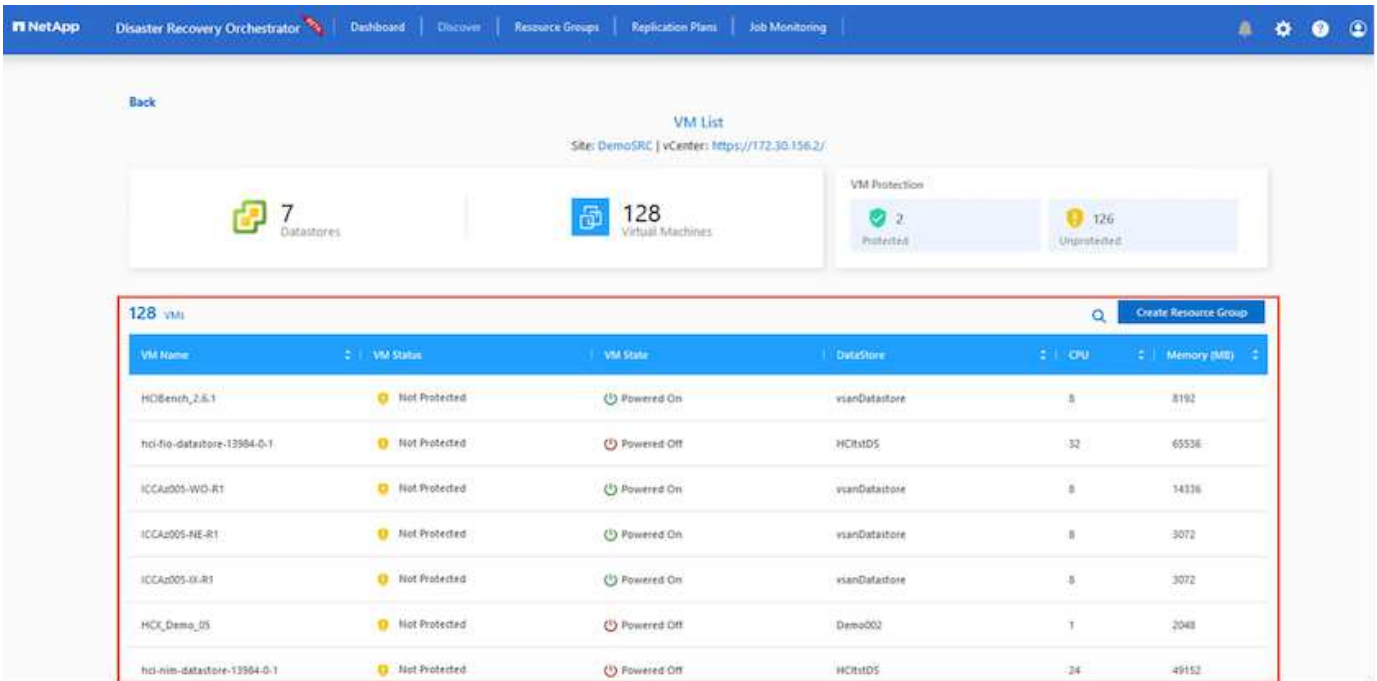 NetApp Disaster Recovery Orchestrator Dashboard Discover Resource Groups Replication Plans Job Monitoring
Back
VM List
Site: DemoSRC | vCenter: https://172.30.156.2/
7
Datastores
128
Virtual Machines
VM Protection
2
Protected
126
Unprotected
128 VMs
Create Resource Group
VM Name VM Status VM State DataStore CPU Memory (MB)
HCIBench_2.6.1 Not Protected Powered On vsanDatastore 8 8192
hci-fio-datastore-13984-0-1 Not Protected Powered Off HCItstDS 32 65536
ICCAz005-WO-R1 Not Protected Powered On vsanDatastore 8 14336
ICCAz005-NE-R1 Not Protected Powered On vsanDatastore 8 3072
ICCAz005-IX-R1 Not Protected Powered On vsanDatastore 8 3072
HCX_Demo_05 Not Protected Powered Off Demo002 1 2048
hci-nim-datastore-13984-0-1 Not Protected Powered Off HCItstDS 24 49152